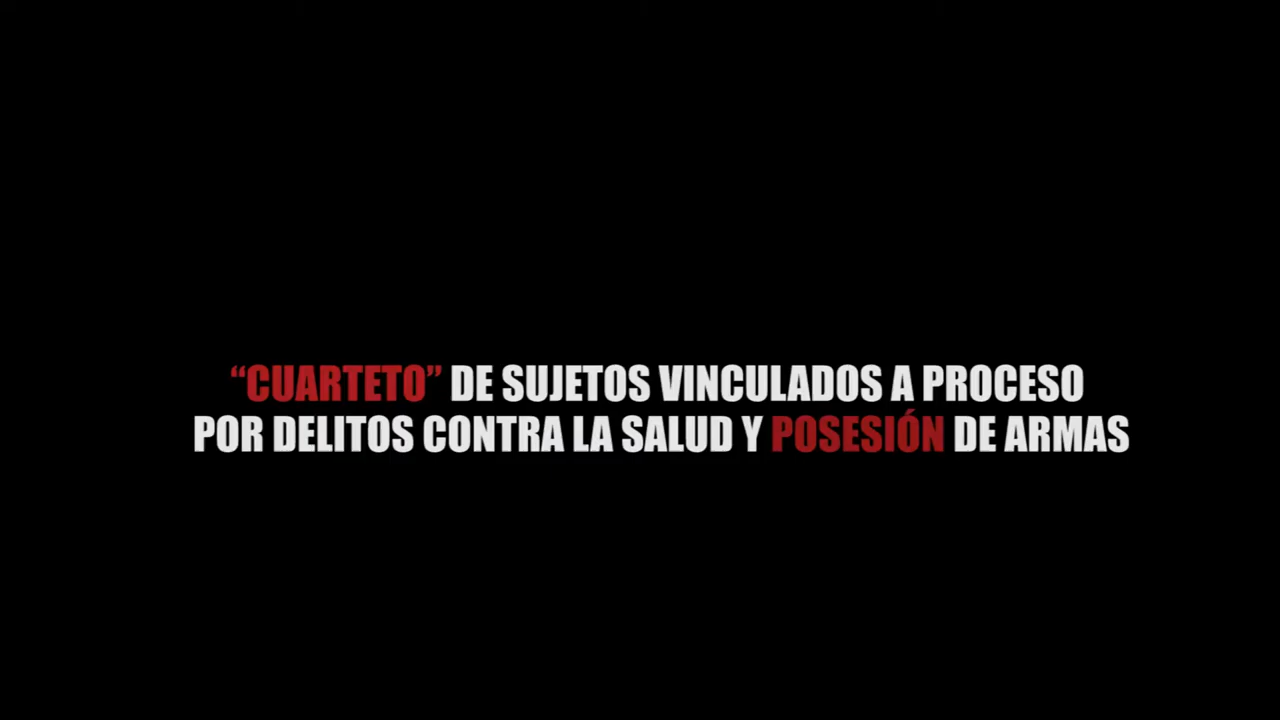 “CUARTETO” DE SUJETOS VINCULADOS A PROCESO
POR DELITOS CONTRA LA SALUD Y POSESIÓN DE ARMAS